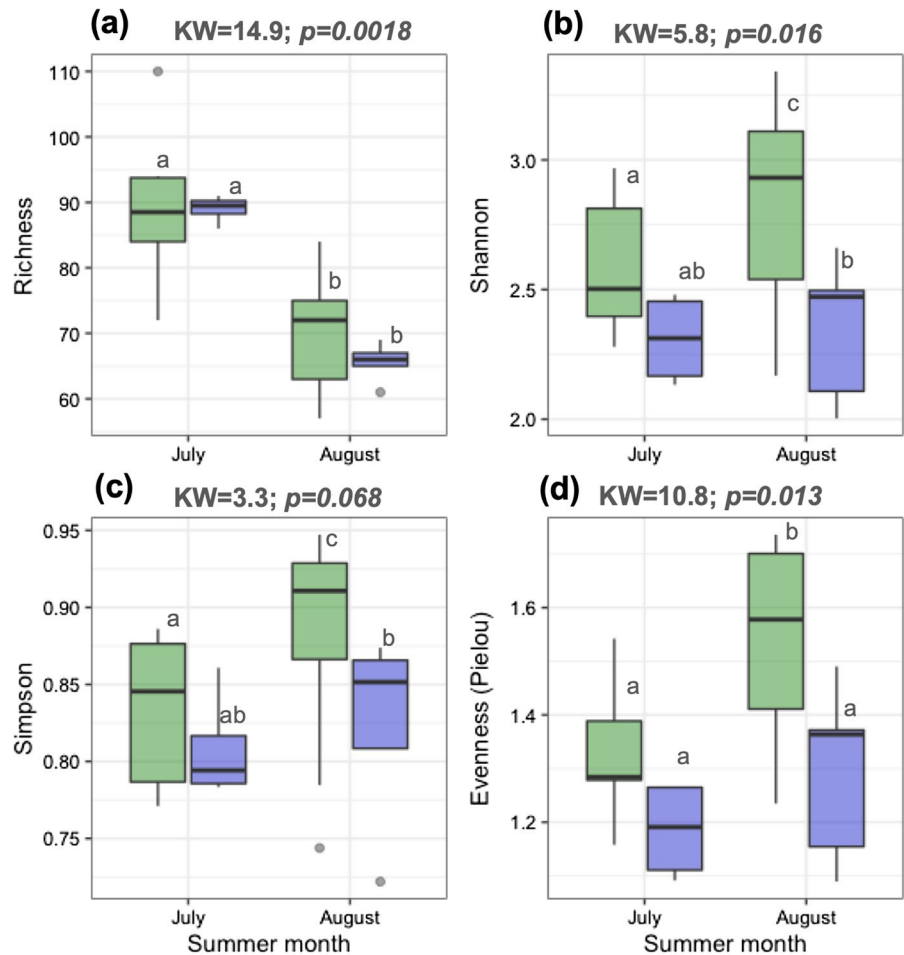 (a) KW=14.9; p=0.0018
Richness
110
100
90
80
70
60
a
a
b
b
July
August
(b) KW=5.8; p=0.016
Shannon
3.0
2.5
2.0
a
ab
c
b
July
August
(c) KW=3.3; p=0.068
Simpson
0.95
0.90
0.85
0.80
0.75
a
ab
c
b
July
August
Summer month
(d) KW=10.8; p=0.013
Evenness (Pielou)
1.6
1.4
1.2
a
a
b
a
July
August
Summer month